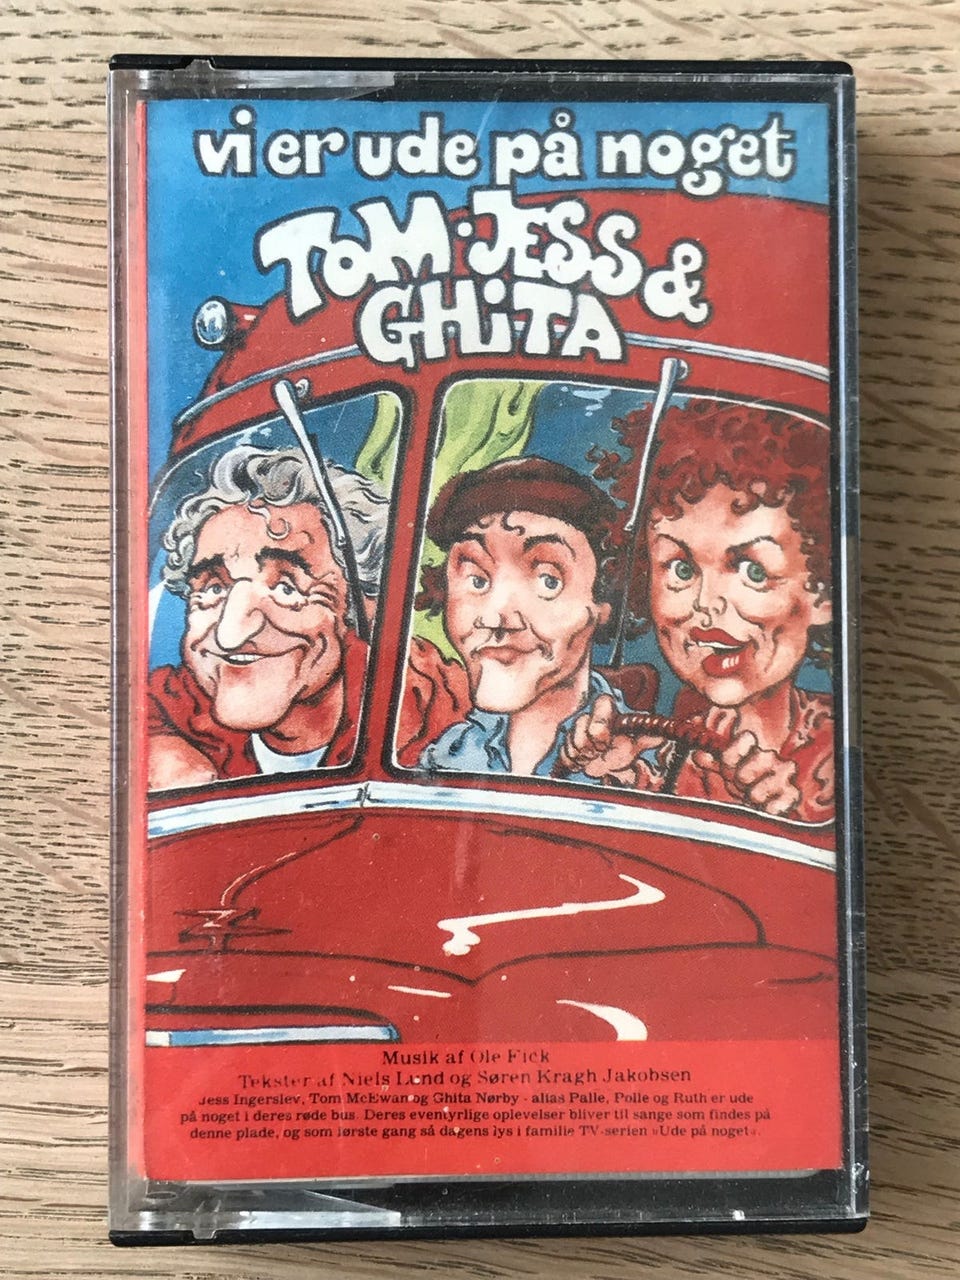 vi er ude på noget
TOM·JESS &
GHiTA
Musik af Ole Fick
Tekster af Niels Lund og Søren Kragh Jakobsen
Jess Ingerslev, Tom McEwan og Ghita Nørby - alias Palle, Polle og Ruth er ude
på noget i deres røde bus. Deres eventyrlige oplevelser bliver til sange som findes på
denne plade, og som første gang så dagens lys i familie TV-serien »Ude på noget«.